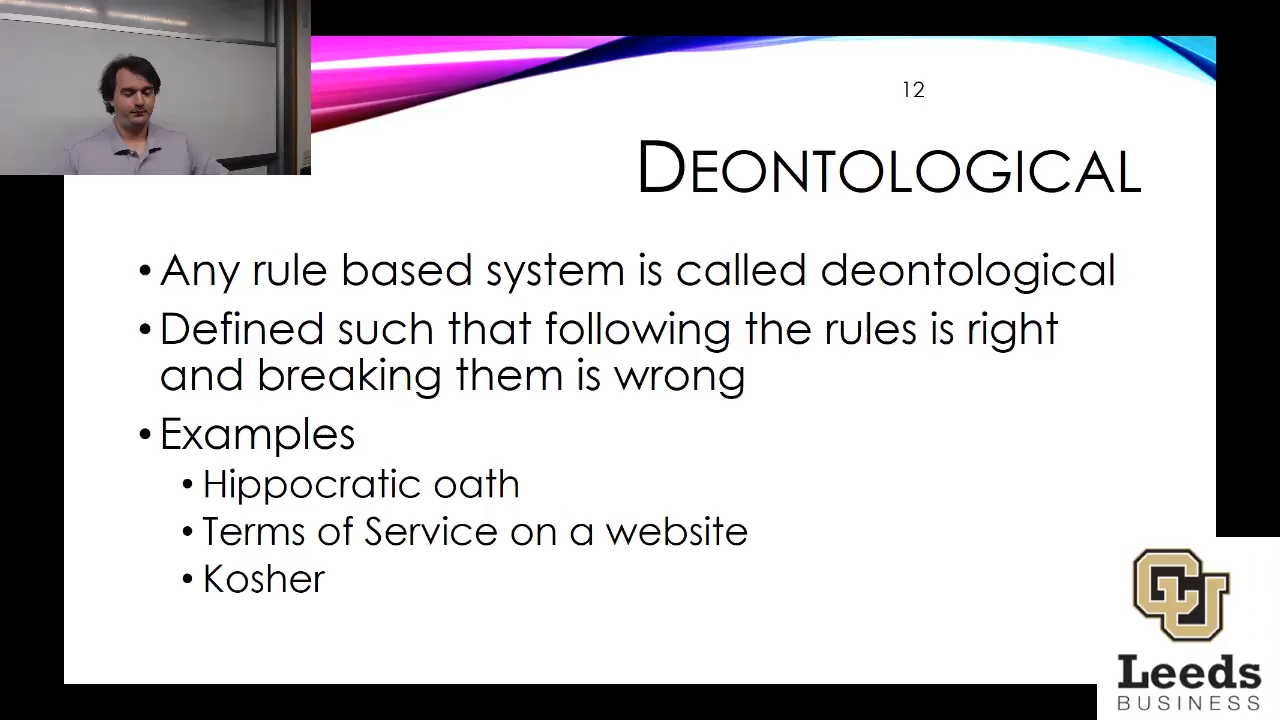 12
DEONTOLOGICAL
• Any rule based system is called deontological
• Defined such that following the rules is right
and breaking them is wrong
• Examples
• Hippocratic oath
• Terms of Service on a website
• Kosher
CU
Leeds
BUSINESS